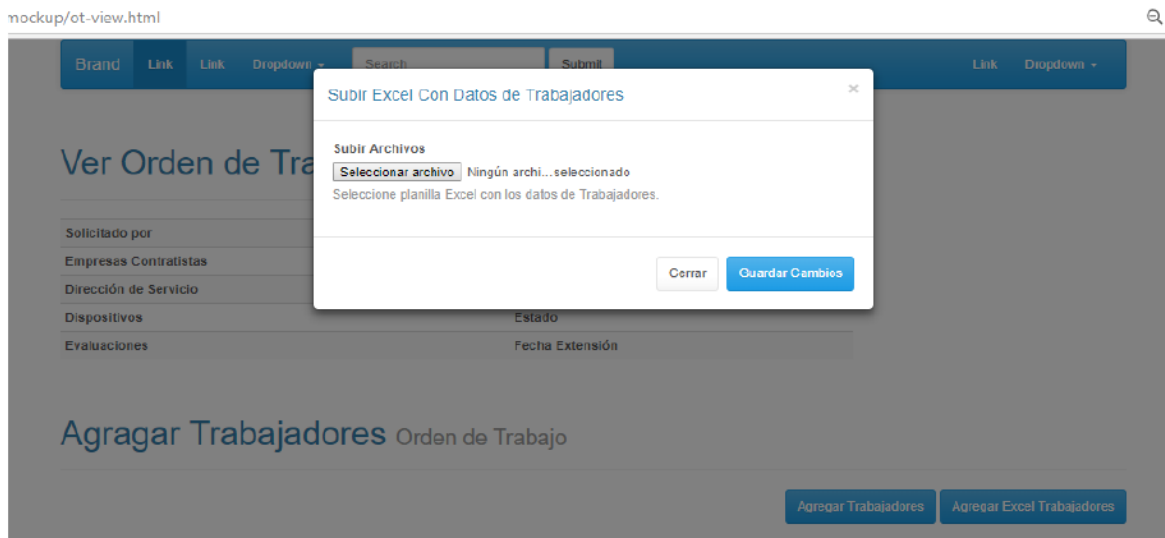 mockup/ot-view.html
Brand Link Link Dropdown Search Submit Link Dropdown
Subir Excel Con Datos de Trabajadores ×
Ver Orden de Tra
Subir Archivos
Seleccionar archivo Ningún archi...seleccionado
Seleccione planilla Excel con los datos de Trabajadores.
Solicitado por
Empresas Contratistas
Dirección de Servicio
Cerrar Guardar Cambios
Dispositivos Estado
Evaluaciones Fecha Extensión
Agragar Trabajadores Orden de Trabajo
Agregar Trabajadores Agregar Excel Trabajadores